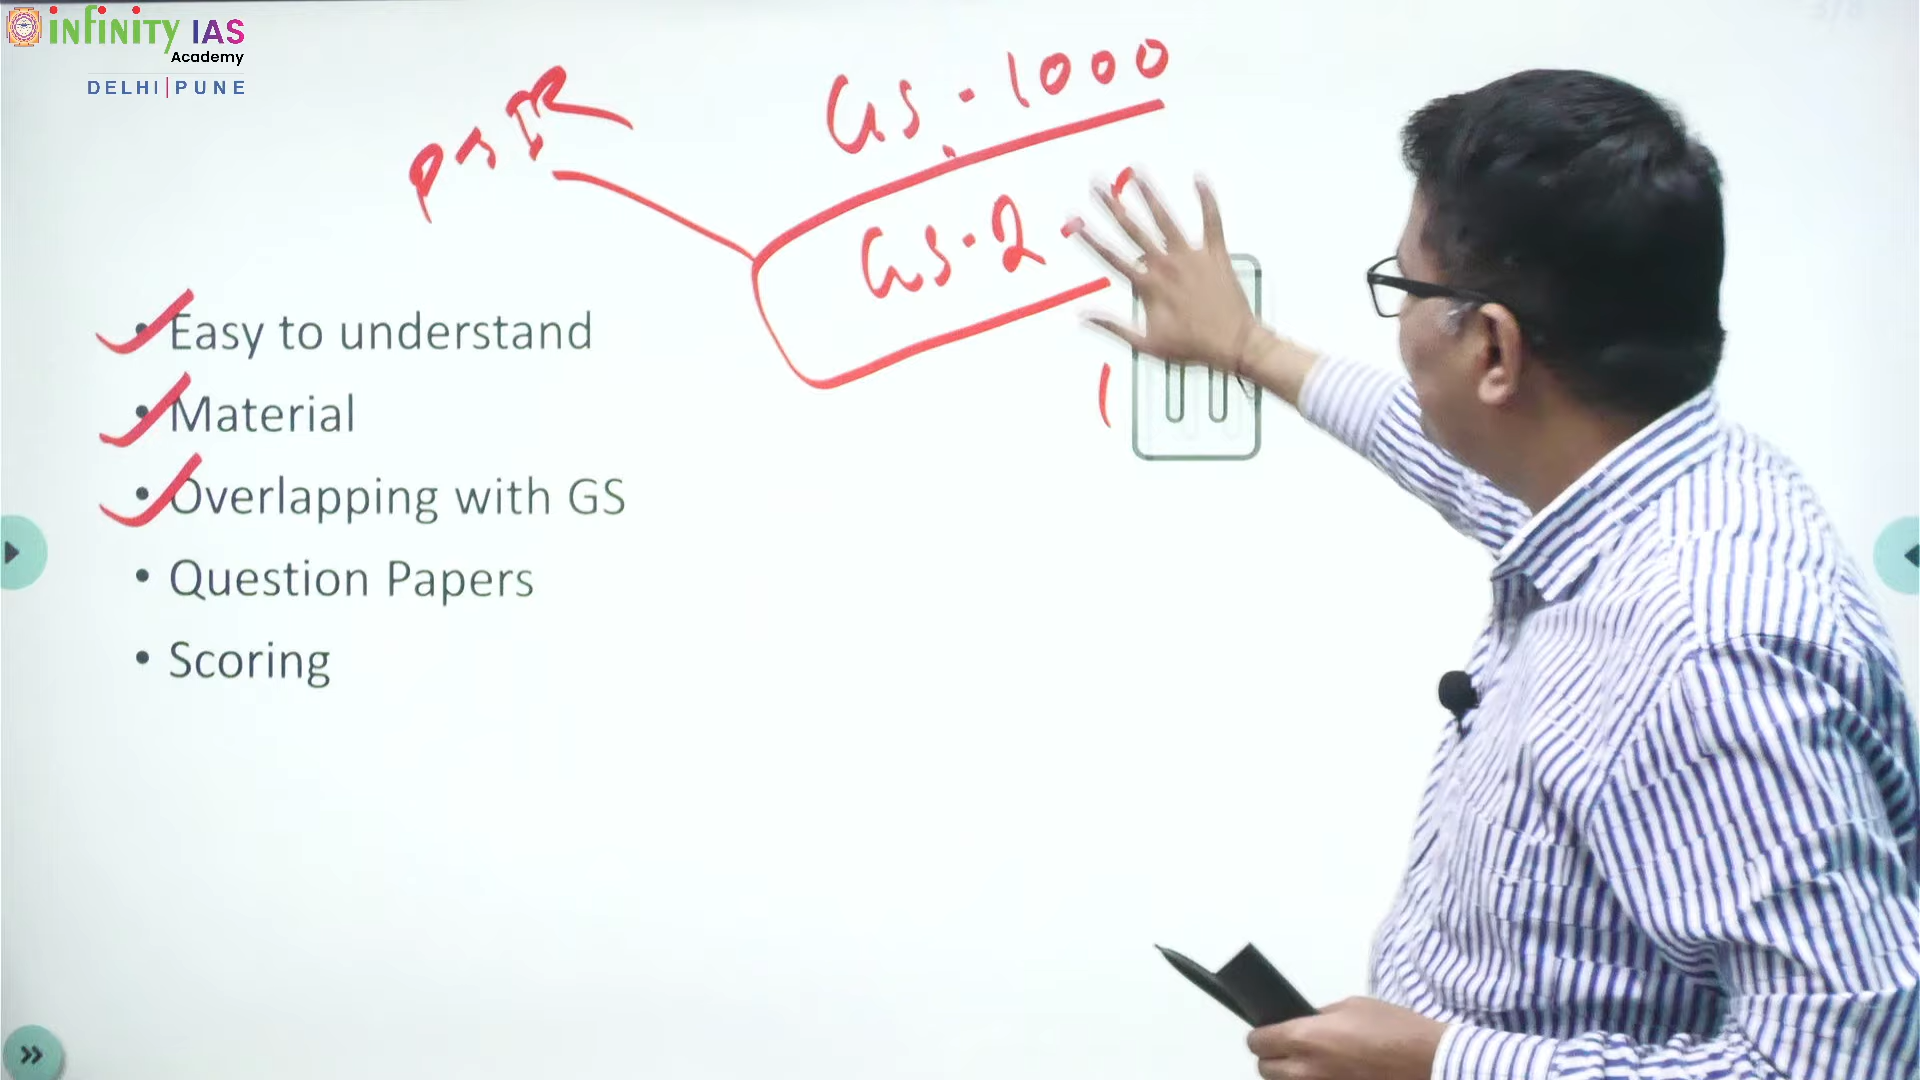 infinity IAS
Academy
DELHI|PUNE
PSIR
GS - 1000
GS - 2 -
• Easy to understand
• Material
• Overlapping with GS
• Question Papers
• Scoring